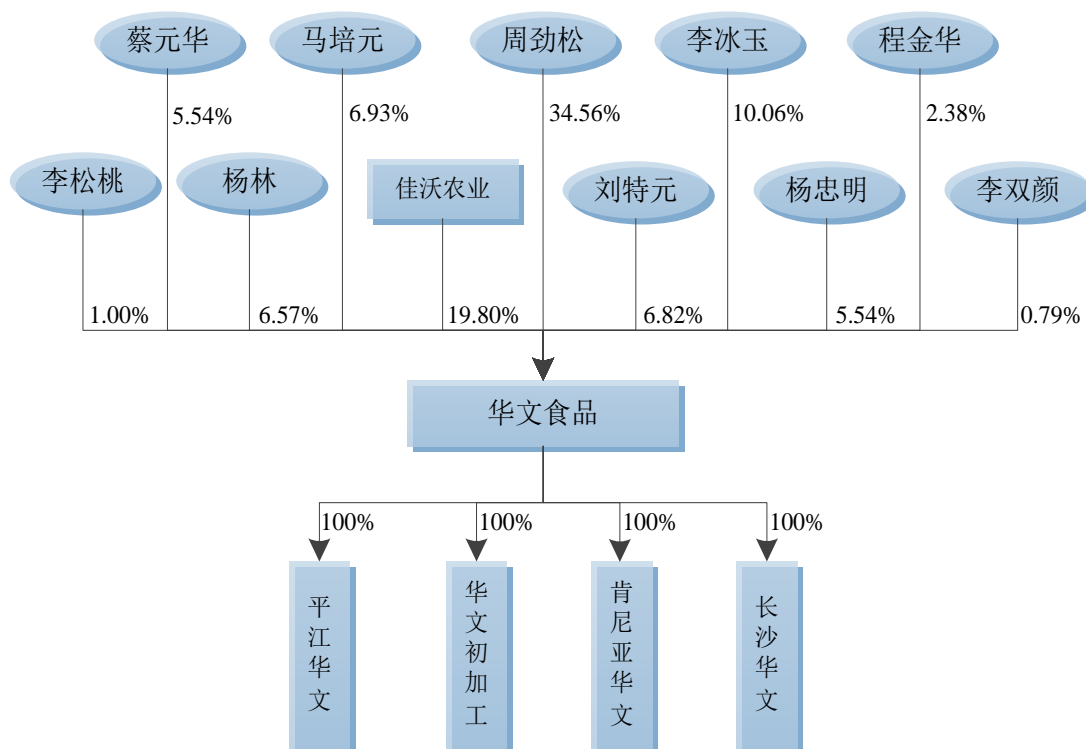 蔡元华
马培元
周劲松
李冰玉
程金华
5.54%
6.93%
34.56%
10.06%
2.38%
李松桃
杨林
佳沃农业
刘特元
杨忠明
李双颜
1.00%
6.57%
19.80%
6.82%
5.54%
0.79%
华文食品
100%
100%
100%
100%
平江华文
华文初加工
肯尼亚华文
长沙华文